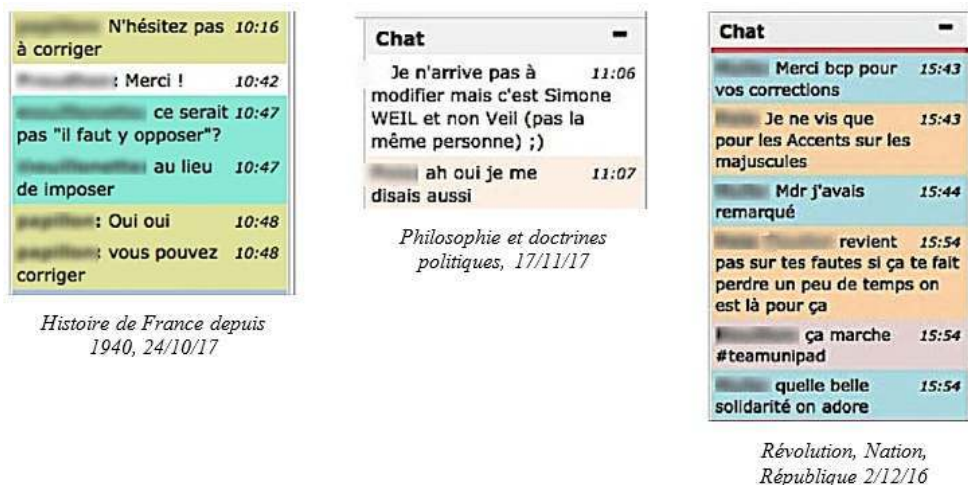 N'hésitez pas 10:16
à corriger
: Merci ! 10:42
ce serait 10:47
pas "il faut y opposer"?
au lieu 10:47
de imposer
: Oui oui 10:48
: vous pouvez 10:48
corriger
Histoire de France depuis
1940, 24/10/17
Chat –
Je n'arrive pas à 11:06
modifier mais c'est Simone
WEIL et non Veil (pas la
même personne) ;)
ah oui je me 11:07
disais aussi
Philosophie et doctrines
politiques, 17/11/17
Chat –
Merci bcp pour 15:43
vos corrections
Je ne vis que 15:43
pour les Accents sur les
majuscules
Mdr j'avais 15:44
remarqué
revient 15:54
pas sur tes fautes si ça te fait
perdre un peu de temps on
est là pour ça
ça marche 15:54
#teamunipad
quelle belle 15:54
solidarité on adore
Révolution, Nation,
République 2/12/16